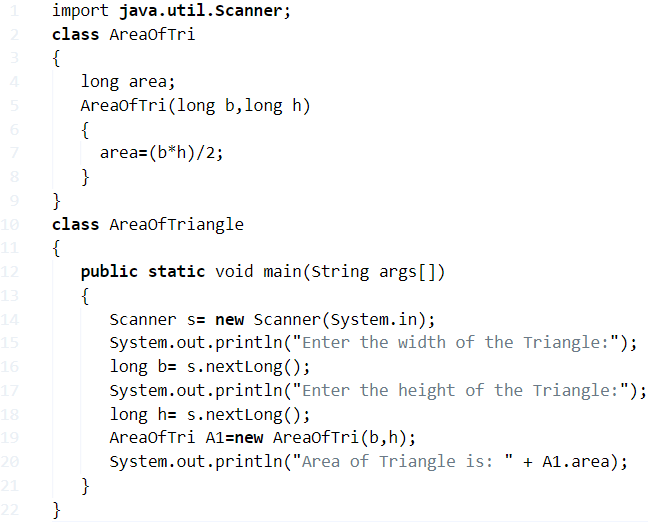 1 import java.util.Scanner;
2 class AreaOfTri
3 {
4 long area;
5 AreaOfTri(long b,long h)
6 {
7 area=(b*h)/2;
8 }
9 }
10 class AreaOfTriangle
11 {
12 public static void main(String args[])
13 {
14 Scanner s= new Scanner(System.in);
15 System.out.println("Enter the width of the Triangle:");
16 long b= s.nextLong();
17 System.out.println("Enter the height of the Triangle:");
18 long h= s.nextLong();
19 AreaOfTri A1=new AreaOfTri(b,h);
20 System.out.println("Area of Triangle is: " + A1.area);
21 }
22 }